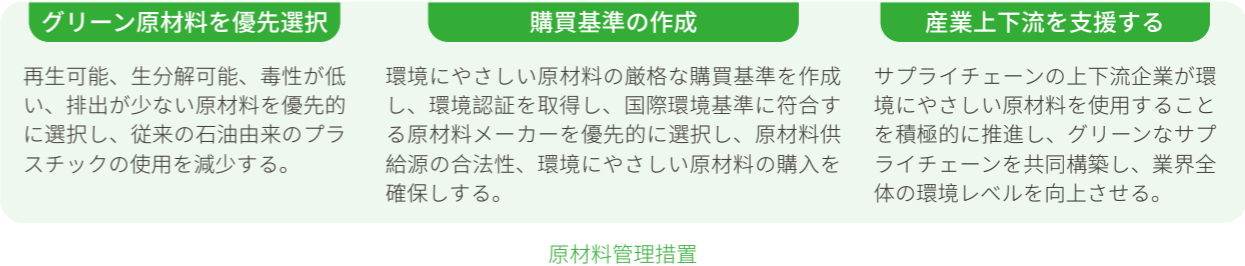 グリーン原材料を優先選択
再生可能、生分解可能、毒性が低
い、排出が少ない原材料を優先的
に選択し、従来の石油由来のプラ
スチックの使用を減少する。
購買基準の作成
環境にやさしい原材料の厳格な購買基準を作成
し、環境認証を取得し、国際環境基準に符合す
る原材料メーカーを優先的に選択し、原材料供
給源の合法性、環境にやさしい原材料の購入を
確保しする。
産業上下流を支援する
サプライチェーンの上下流企業が環
境にやさしい原材料を使用すること
を積極的に推進し、グリーンなサプ
ライチェーンを共同構築し、業界全
体の環境レベルを向上させる。
原材料管理措置